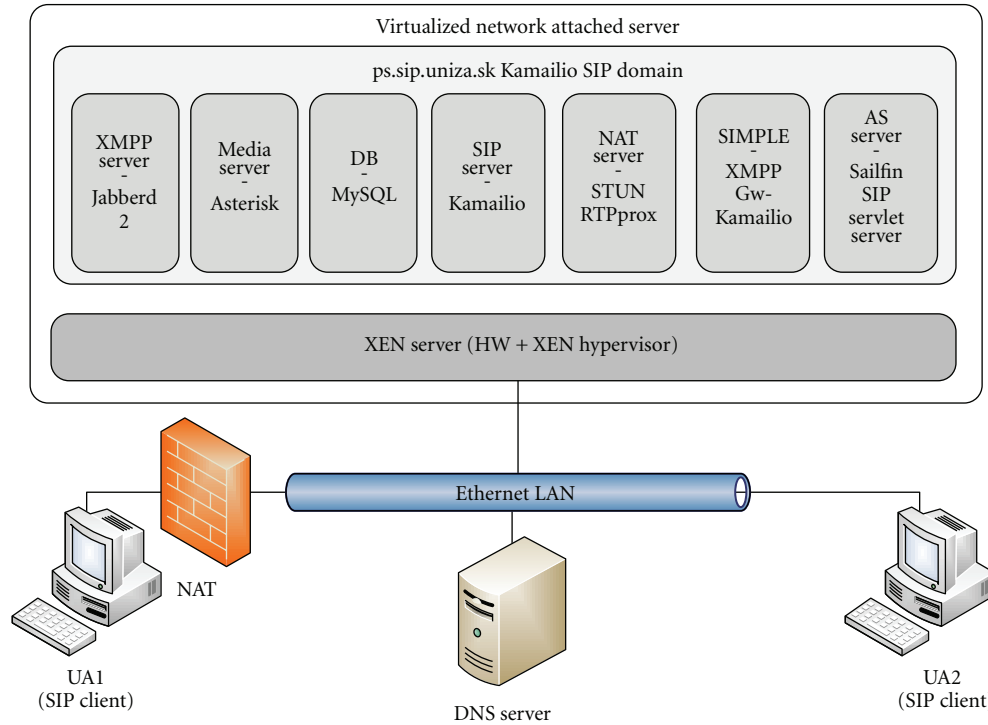 Virtualized network attached server
ps.sip.uniza.sk Kamailio SIP domain
XMPP
server
-
Jabberd
2
Media
server
-
Asterisk
DB
-
MySQL
SIP
server
-
Kamailio
NAT
server
-
STUN
RTPprox
SIMPLE
-
XMPP
Gw-
Kamailio
AS
server
-
Sailfin
SIP
servlet
server
XEN server (HW + XEN hypervisor)
Ethernet LAN
NAT
UA1
(SIP client)
DNS server
UA2
(SIP client